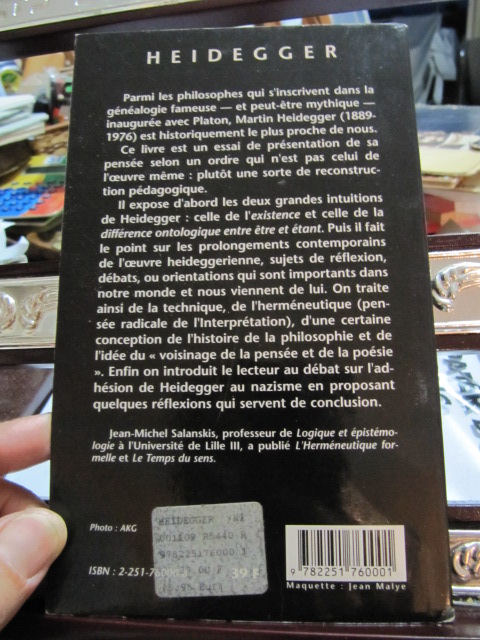 HEIDEGGER
Parmi les philosophes qui s'inscrivent dans la
généalogie fameuse — et peut-être mythique —
inaugurée avec Platon, Martin Heidegger (1889-
1976) est historiquement le plus proche de nous.
Ce livre est un essai de présentation de sa
pensée selon un ordre qui n'est pas celui de
l'œuvre même : plutôt une sorte de reconstruc-
tion pédagogique.
Il expose d'abord les deux grandes intuitions
de Heidegger : celle de l'existence et celle de la
différence ontologique entre être et étant. Puis il fait
le point sur les prolongements contemporains
de l'œuvre heideggerienne, sujets de réflexion,
débats, ou orientations qui sont importants dans
notre monde et nous viennent de lui. On traite
ainsi de la technique, de l'herméneutique (pen-
sée radicale de l'Interprétation), d'une certaine
conception de l'histoire de la philosophie et de
l'idée du « voisinage de la pensée et de la poésie
». Enfin on introduit le lecteur au débat sur l'ad-
hésion de Heidegger au nazisme en proposant
quelques réflexions qui servent de conclusion.
Jean-Michel Salanskis, professeur de Logique et épistémo-
logie à l'Université de Lille III, a publié L'Herméneutique for-
melle et Le Temps du sens.
Photo : AKG
HEIDEGGER
R5440
ISBN : 2-251-76000
39 F
9 782251 760001
Maquette : Jean Malye